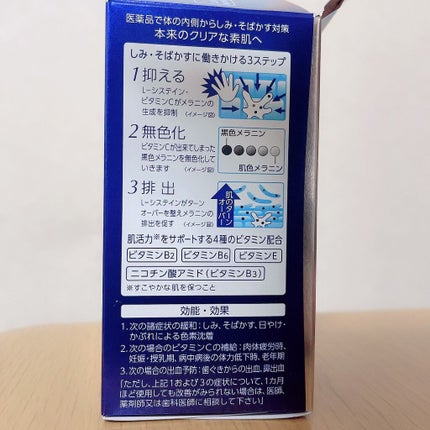 医薬品で体の内側からしみ・そばかす対策
本来のクリアな素肌へ
しみ・そばかすに働きかける3ステップ
1 抑える
L-システイン・
ビタミンCがメラニンの
生成を抑制 (イメージ図)
2 無色化
ビタミンCが出来てしまった
黒色メラニンを無色化して
いきます (イメージ図)
黒色メラニン
肌色メラニン
3 排出
L-システインがターン
オーバーを整えメラニンの
排出を促す (イメージ図)
肌のターン
オーバー
肌活力※をサポートする4種のビタミン配合
ビタミンB2 ビタミンB6 ビタミンE
ニコチン酸アミド(ビタミンB3)
※すこやかな肌を保つこと
効能・効果
1.次の諸症状の緩和:しみ、そばかす、日やけ・
かぶれによる色素沈着
2.次の場合のビタミンCの補給:肉体疲労時、
妊娠・授乳期、病中病後の体力低下時、老年期
3.次の場合の出血予防:歯ぐきからの出血、鼻出血
「ただし、上記1および3の症状について、1カ月
ほど使用しても改善がみられない場合は、医師、
薬剤師又は歯科医師に相談して下さい」